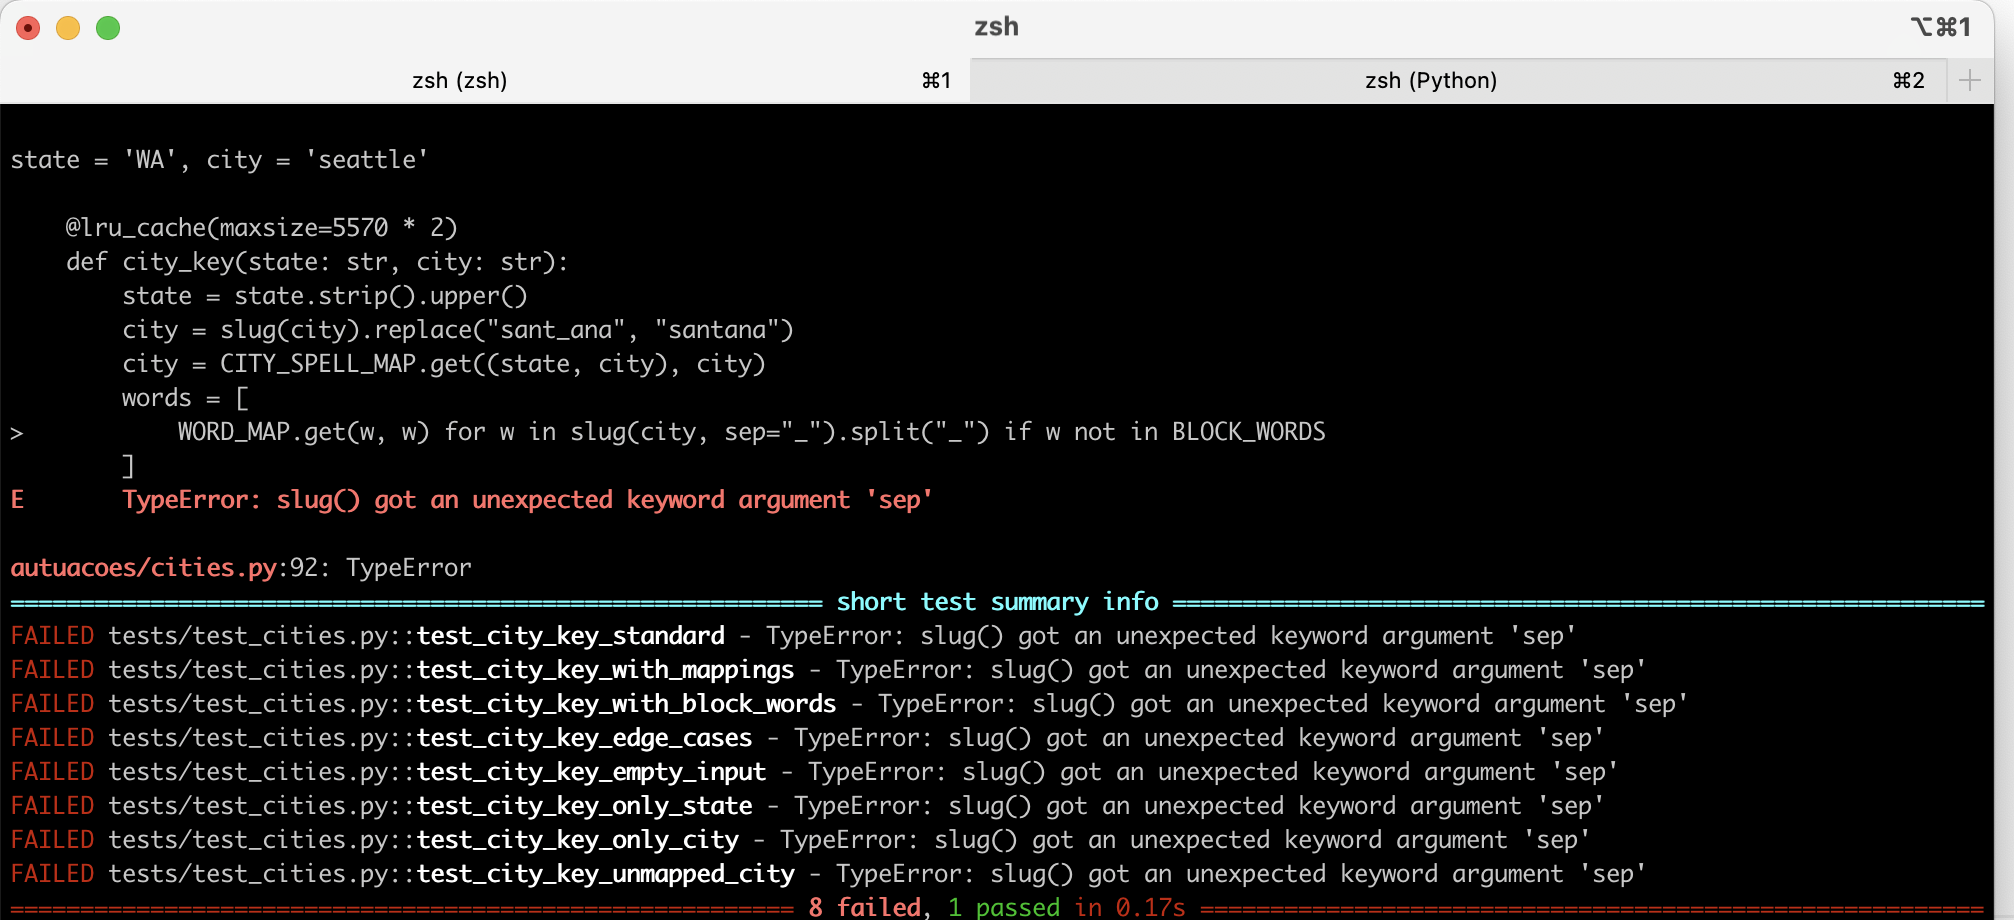 zsh ⌥⌘1
zsh (zsh) ⌘1 zsh (Python) ⌘2 +
state = 'WA', city = 'seattle'
    @lru_cache(maxsize=5570 * 2)
    def city_key(state: str, city: str):
        state = state.strip().upper()
        city = slug(city).replace("sant_ana", "santana")
        city = CITY_SPELL_MAP.get((state, city), city)
        words = [
>           WORD_MAP.get(w, w) for w in slug(city, sep="_").split("_") if w not in BLOCK_WORDS
        ]
E       TypeError: slug() got an unexpected keyword argument 'sep'
autuacoes/cities.py:92: TypeError
========================================================== short test summary info ==========================================================
FAILED tests/test_cities.py::test_city_key_standard - TypeError: slug() got an unexpected keyword argument 'sep'
FAILED tests/test_cities.py::test_city_key_with_mappings - TypeError: slug() got an unexpected keyword argument 'sep'
FAILED tests/test_cities.py::test_city_key_with_block_words - TypeError: slug() got an unexpected keyword argument 'sep'
FAILED tests/test_cities.py::test_city_key_edge_cases - TypeError: slug() got an unexpected keyword argument 'sep'
FAILED tests/test_cities.py::test_city_key_empty_input - TypeError: slug() got an unexpected keyword argument 'sep'
FAILED tests/test_cities.py::test_city_key_only_state - TypeError: slug() got an unexpected keyword argument 'sep'
FAILED tests/test_cities.py::test_city_key_only_city - TypeError: slug() got an unexpected keyword argument 'sep'
FAILED tests/test_cities.py::test_city_key_unmapped_city - TypeError: slug() got an unexpected keyword argument 'sep'
======================================================== 8 failed, 1 passed in 0.17s ========================================================